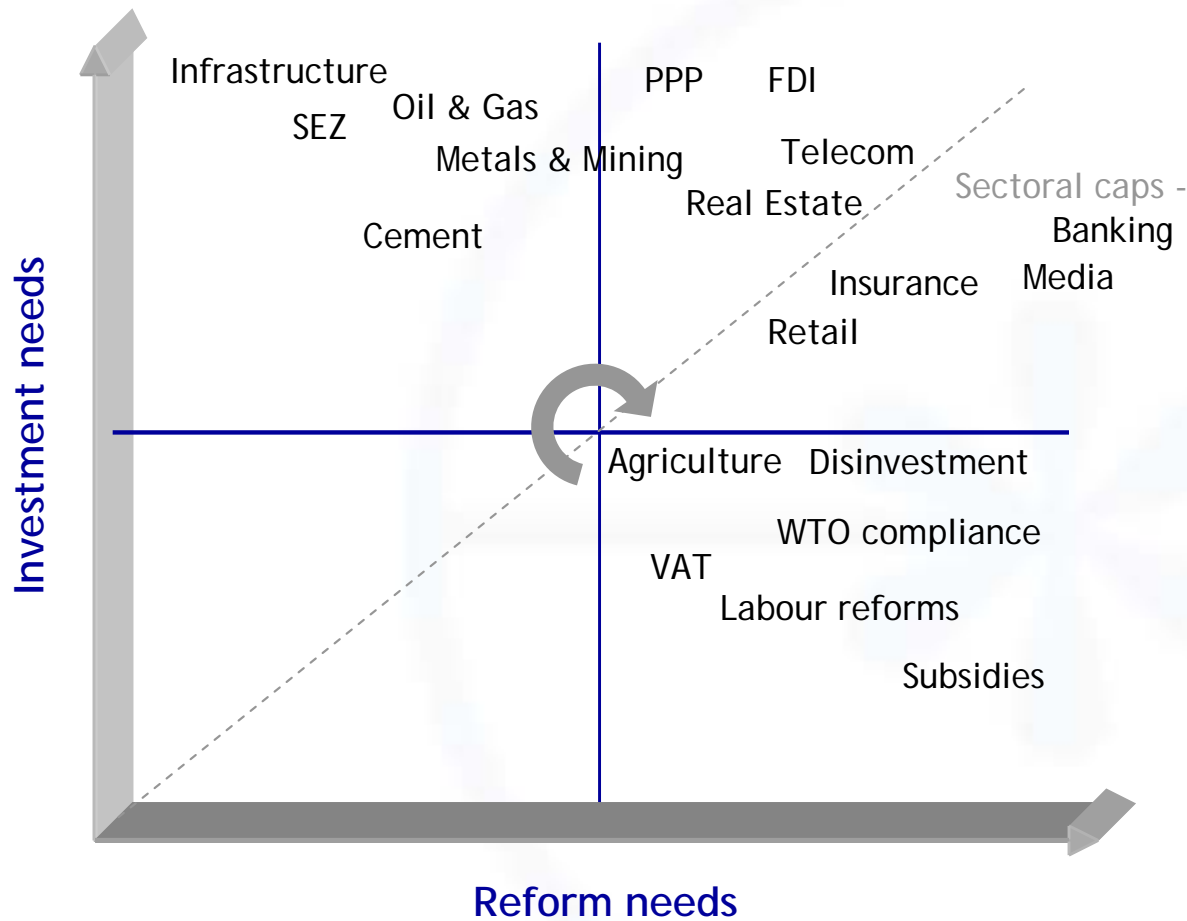 Infrastructure
PPP
FDI
Oil & Gas
SEZ
Metals & Mining
Telecom
Sectoral caps -
Real Estate
Banking
Cement
Insurance
Media
Retail
Investment needs
Agriculture
Disinvestment
WTO compliance
VAT
Labour reforms
Subsidies
Reform needs